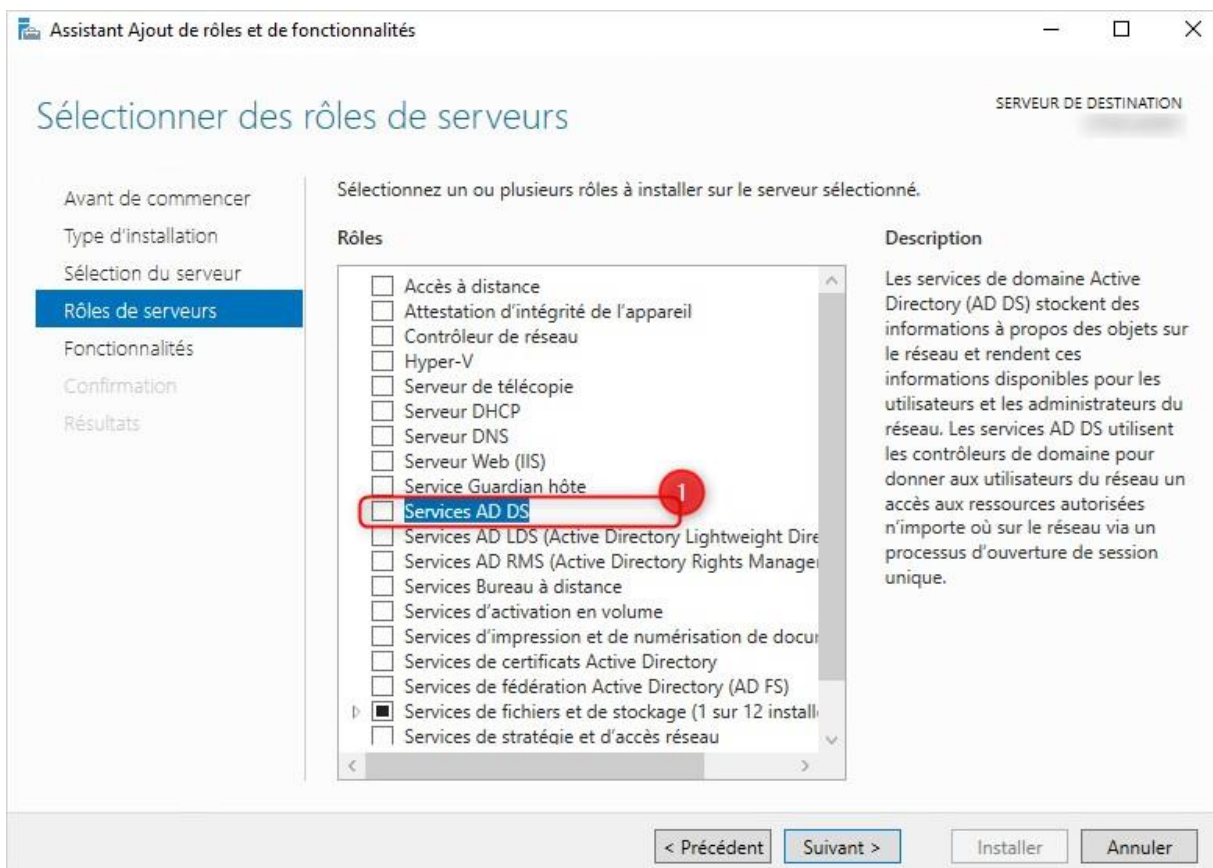 Assistant Ajout de rôles et de fonctionnalités
Sélectionner des rôles de serveurs
SERVEUR DE DESTINATION
Avant de commencer
Type d'installation
Sélection du serveur
Rôles de serveurs
Fonctionnalités
Confirmation
Résultats
Sélectionnez un ou plusieurs rôles à installer sur le serveur sélectionné.
Rôles
Accès à distance
Attestation d'intégrité de l'appareil
Contrôleur de réseau
Hyper-V
Serveur de télécopie
Serveur DHCP
Serveur DNS
Serveur Web (IIS)
Service Guardian hôte
1
Services AD DS
Services AD LDS (Active Directory Lightweight Dire
Services AD RMS (Active Directory Rights Manage
Services Bureau à distance
Services d'activation en volume
Services d'impression et de numérisation de docu
Services de certificats Active Directory
Services de fédération Active Directory (AD FS)
Services de fichiers et de stockage (1 sur 12 install
Services de stratégie et d'accès réseau
Description
Les services de domaine Active
Directory (AD DS) stockent des
informations à propos des objets sur
le réseau et rendent ces
informations disponibles pour les
utilisateurs et les administrateurs du
réseau. Les services AD DS utilisent
les contrôleurs de domaine pour
donner aux utilisateurs du réseau un
accès aux ressources autorisées
n'importe où sur le réseau via un
processus d'ouverture de session
unique.
< Précédent
Suivant >
Installer
Annuler